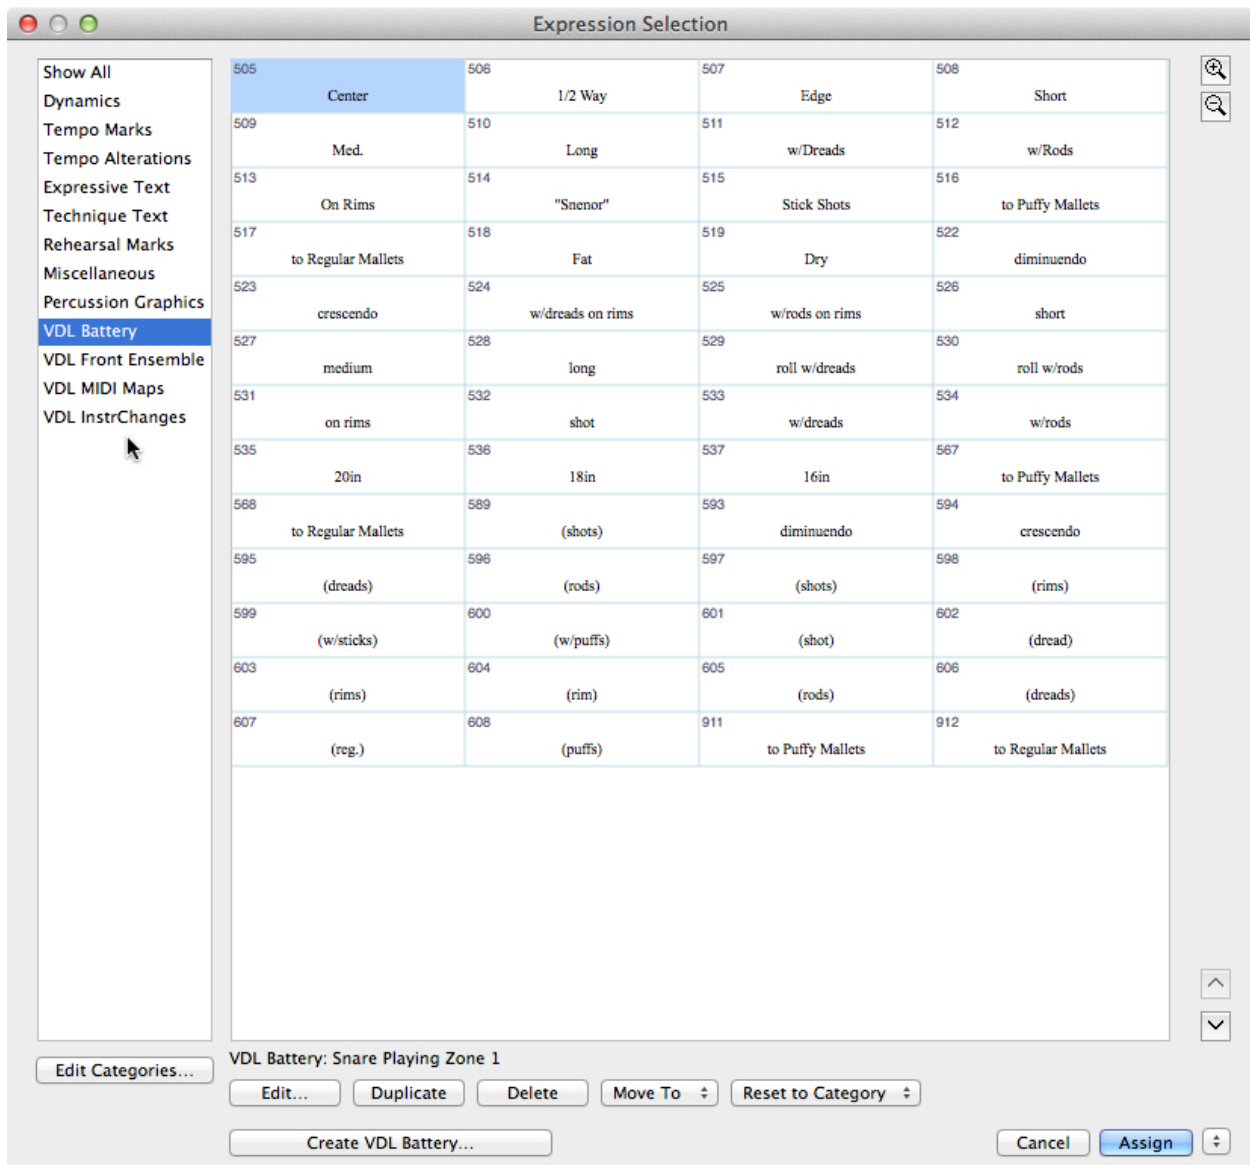 Expression Selection
Show All
Dynamics
Tempo Marks
Tempo Alterations
Expressive Text
Technique Text
Rehearsal Marks
Miscellaneous
Percussion Graphics
VDL Battery
VDL Front Ensemble
VDL MIDI Maps
VDL InstrChanges
505 506 507 508
Center 1/2 Way Edge Short
509 510 511 512
Med. Long w/Dreads w/Rods
513 514 515 516
On Rims "Snenor" Stick Shots to Puffy Mallets
517 518 519 522
to Regular Mallets Fat Dry diminuendo
523 524 525 526
crescendo w/dreads on rims w/rods on rims short
527 528 529 530
medium long roll w/dreads roll w/rods
531 532 533 534
on rims shot w/dreads w/rods
535 536 537 567
20in 18in 16in to Puffy Mallets
568 589 593 594
to Regular Mallets (shots) diminuendo crescendo
595 596 597 598
(dreads) (rods) (shots) (rims)
599 600 601 602
(w/sticks) (w/puffs) (shot) (dread)
603 604 605 606
(rims) (rim) (rods) (dreads)
607 608 911 912
(reg.) (puffs) to Puffy Mallets to Regular Mallets
VDL Battery: Snare Playing Zone 1
Edit Categories...
Edit... Duplicate Delete Move To Reset to Category
Create VDL Battery... Cancel Assign